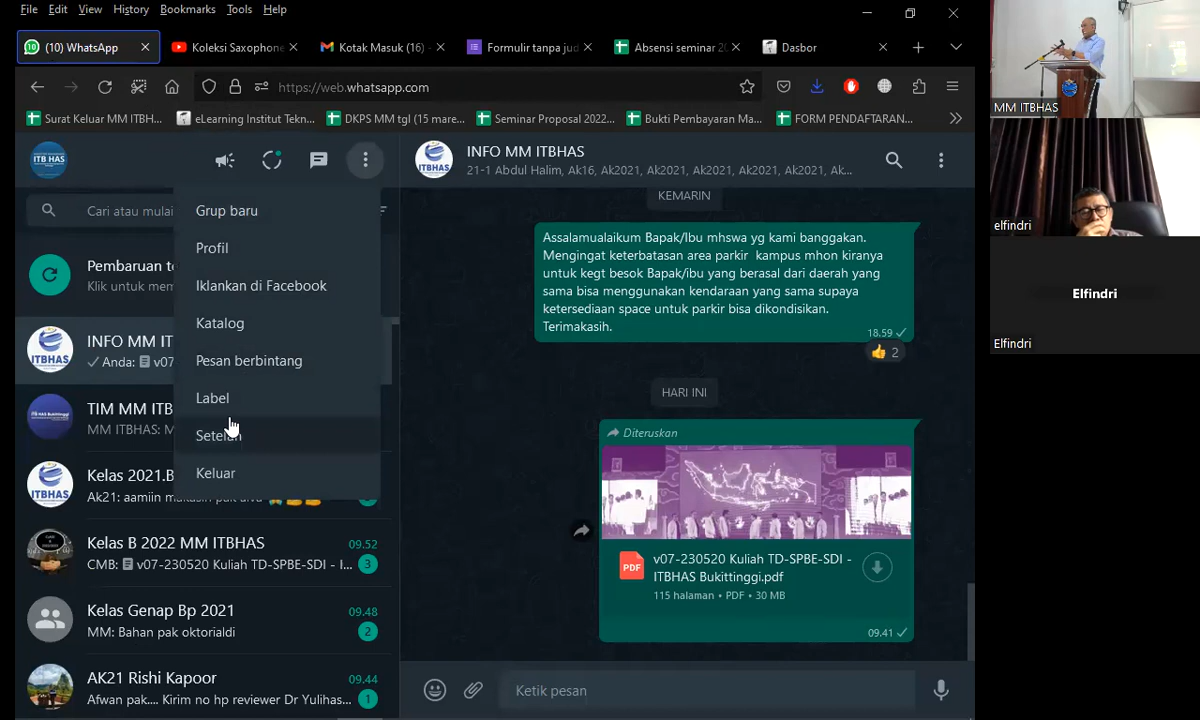 File Edit View History Bookmarks Tools Help
(10) WhatsApp
Koleksi Saxophone
Kotak Masuk (16) -
Formulir tanpa jud
Absensi seminar 20
Dasbor
https://web.whatsapp.com
Surat Keluar MM ITBH...
eLearning Institut Tekn...
DKPS MM tgl (15 mare...
Seminar Proposal 2022...
Bukti Pembayaran Ma...
FORM PENDAFTARAN...
ITB HAS
Cari atau mulai
Pembaruan te
Klik untuk mem
ITBHAS
INFO MM IT
Anda: v07
TIM MM ITB
MM ITBHAS: M
ITBHAS
Kelas 2021.B
Ak21: aamiin makasih pak
Kelas B 2022 MM ITBHAS
09.52
CMB: v07-230520 Kuliah TD-SPBE-SDI - I...
3
Kelas Genap Bp 2021
09.48
MM: Bahan pak oktorialdi
2
AK21 Rishi Kapoor
09.44
Afwan pak.... Kirim no hp reviewer Dr Yulihas...
1
Grup baru
Profil
Iklankan di Facebook
Katalog
Pesan berbintang
Label
Setelan
Keluar
ITBHAS
INFO MM ITBHAS
21-1 Abdul Halim, Ak16, Ak2021, Ak2021, Ak2021, Ak2021, Ak2021, Ak...
KEMARIN
Assalamualaikum Bapak/Ibu mhswa yg kami banggakan.
Mengingat keterbatasan area parkir kampus mhon kiranya
untuk kegt besok Bapak/ibu yang berasal dari daerah yang
sama bisa menggunakan kendaraan yang sama supaya
ketersediaan space untuk parkir bisa dikondisikan.
Terimakasih.
18.59
2
HARI INI
Diteruskan
PDF
v07-230520 Kuliah TD-SPBE-SDI -
ITBHAS Bukittinggi.pdf
115 halaman • PDF • 30 MB
09.41
Ketik pesan
MM ITBHAS
elfindri
Elfindri
Elfindri